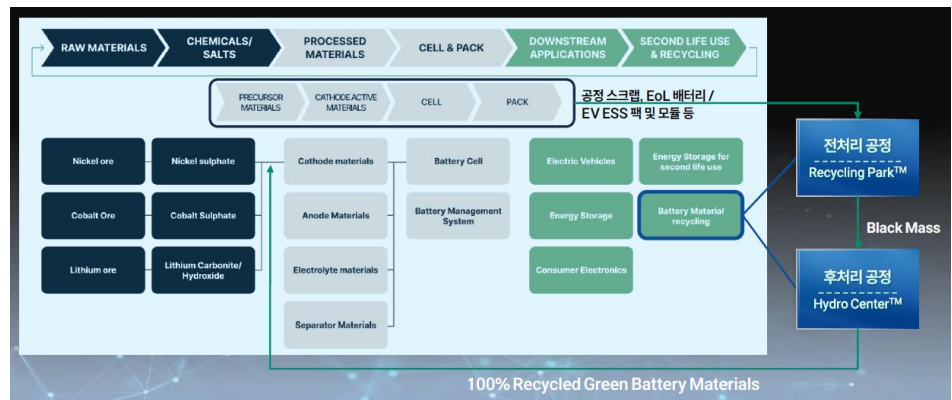 RAW MATERIALS
CHEMICALS/
SALTS
PROCESSED
MATERIALS
CELL & PACK
DOWNSTREAM
APPLICATIONS
SECOND LIFE USE
& RECYCLING
PRECURSOR
MATERIALS
CATHODE ACTIVE
MATERIALS
CELL
PACK
공정 스크랩, EoL 배터리 /
EV ESS 팩 및 모듈 등
Nickel ore
Nickel sulphate
Cathode materials
Battery Cell
Electric Vehicles
Energy Storage for
second life use
Cobalt Ore
Cobalt Sulphate
Anode Materials
Battery Management
System
Energy Storage
Battery Material
recycling
Lithium ore
Lithium Carbonite/
Hydroxide
Electrolyte materials
Consumer Electronics
Separator Materials
전처리 공정
Recycling Park™
Black Mass
후처리 공정
Hydro Center™
100% Recycled Green Battery Materials